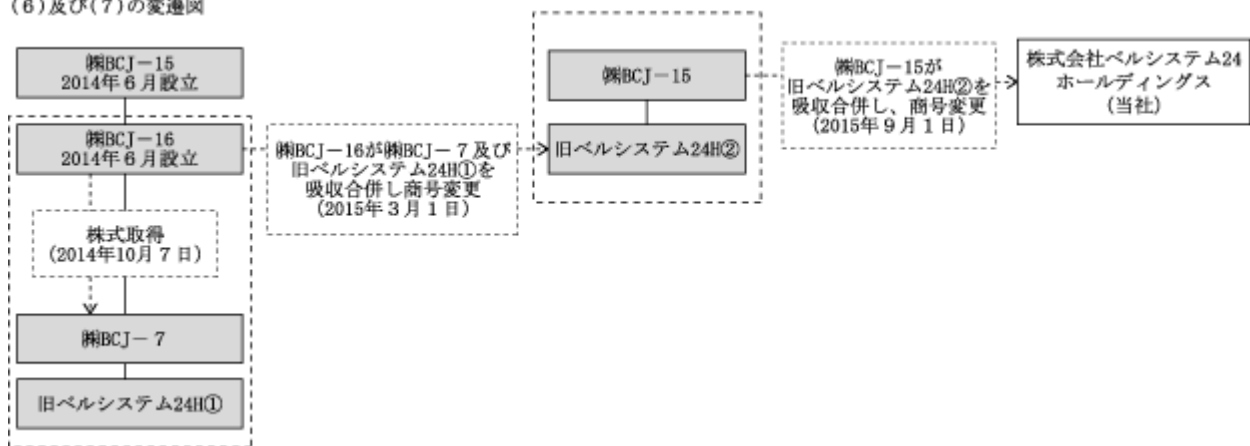 (6)及び(7)の変遷図
㈱BCJ－15
2014年６月設立
㈱BCJ－16
2014年６月設立
株式取得
(2014年10月７日)
㈱BCJ－７
旧ベルシステム24H①
㈱BCJ－16が㈱BCJ－７及び
旧ベルシステム24H①を
吸収合併し商号変更
(2015年３月１日)
㈱BCJ－15
旧ベルシステム24H②
㈱BCJ－15が
旧ベルシステム24H②を
吸収合併し、商号変更
(2015年９月１日)
株式会社ベルシステム24
ホールディングス
(当社)